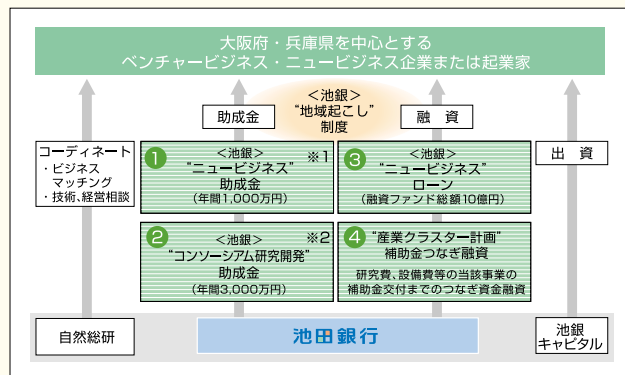 大阪府・兵庫県を中心とする
ベンチャービジネス・ニュービジネス企業または起業家
<池銀>
“地域起こし”
制度
助成金
融 資
コーディネート
・ビジネス
マッチング
・技術、経営相談
出 資
1
<池銀>
※1
“ニュービジネス”
助成金
(年間1,000万円)
3
<池銀>
“ニュービジネス”
ローン
(融資ファンド総額10億円)
2
<池銀>
※2
“コンソーシアム研究開発”
助成金
(年間3,000万円)
4
“産業クラスター計画”
補助金つなぎ融資
研究費、設備費等の当該事業の
補助金交付までのつなぎ資金融資
自然総研
池田銀行
池銀
キャピタル